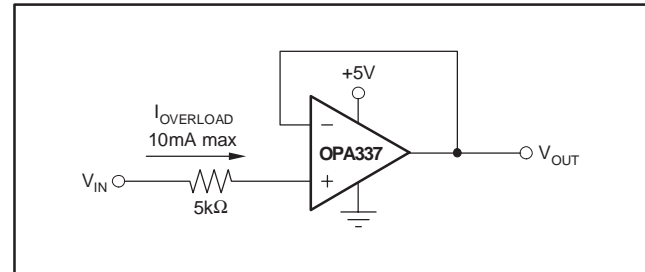 +5V
I_OVERLOAD
10mA max
−
OPA337
V_OUT
V_IN
+
5kΩ